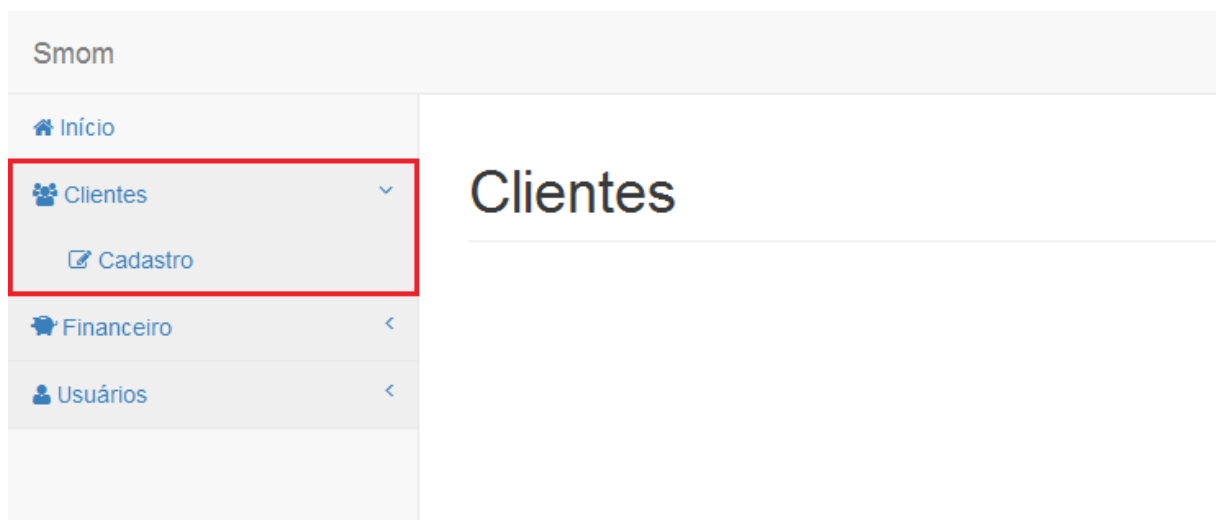 Smom
Início
Clientes
Cadastro
Financeiro
Usuários
Clientes